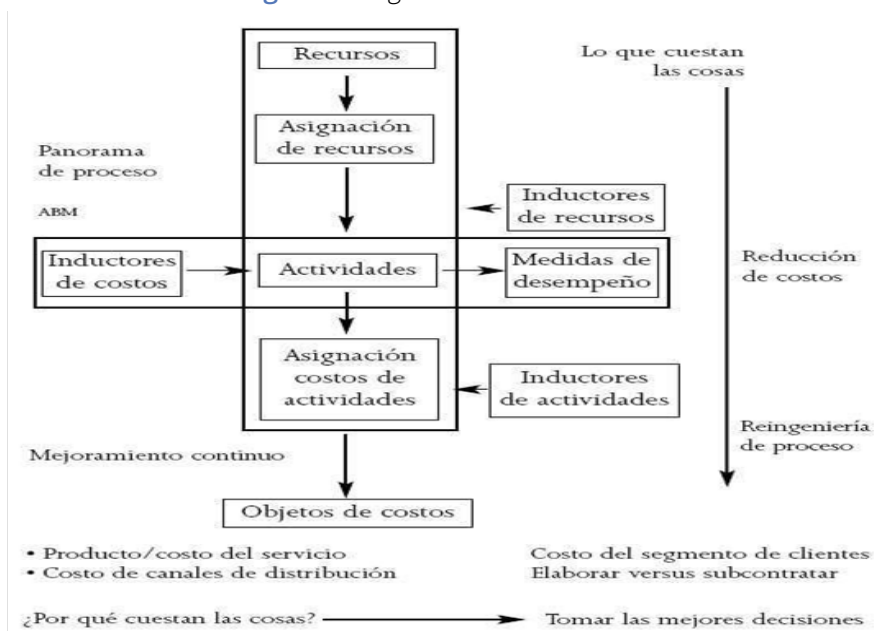 Recursos
Lo que cuestan
las cosas
Asignación
de recursos
Panorama
de proceso
ABM
Inductores
de recursos
Inductores
de costos
Actividades
Medidas de
desempeño
Reducción
de costos
Asignación
costos de
actividades
Inductores
de actividades
Reingeniería
de proceso
Mejoramiento continuo
Objetos de costos
• Producto/costo del servicio
• Costo de canales de distribución
Costo del segmento de clientes
Elaborar versus subcontratar
¿Por qué cuestan las cosas?
Tomar las mejores decisiones